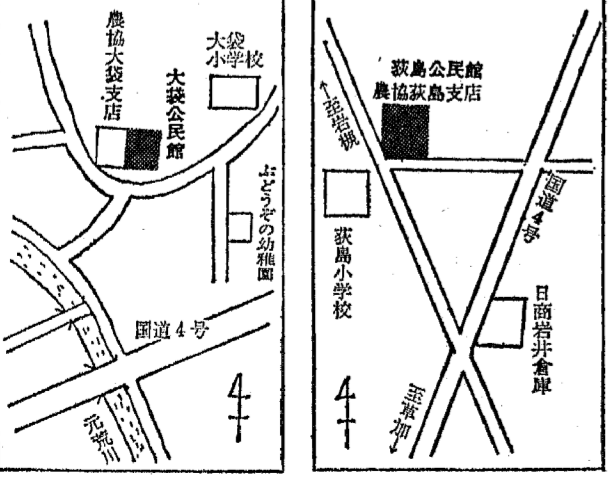 農協大袋支店
大袋公民館
大袋
小学校
ぶどうぞの幼稚園
国道4号
元荒川
荻島公民館
農協荻島支店
至岩槻
国道4号
荻島小学校
日商岩井倉庫
至草加